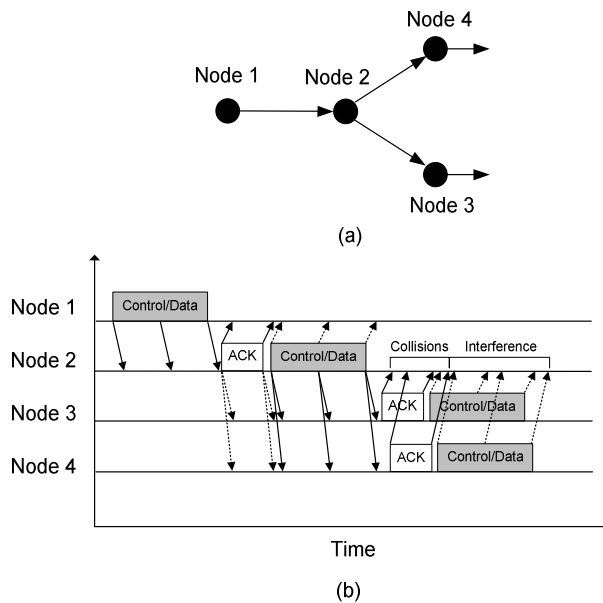 Node 4
Node 1
Node 2
Node 3
(a)
Node 1
Control/Data
Node 2
ACK
Control/Data
Collisions
Interference
Node 3
ACK
Control/Data
Node 4
ACK
Control/Data
Time
(b)